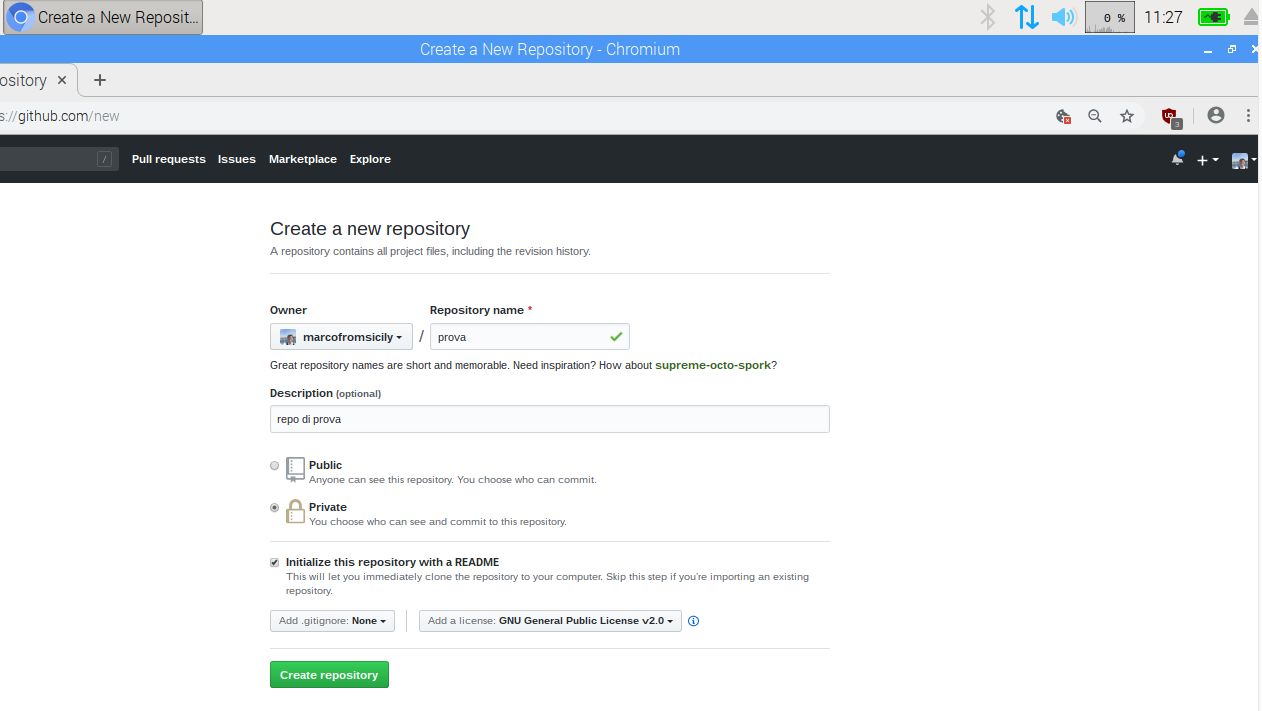 Create a New Reposit...
0 %
11:27
Create a New Repository - Chromium
ository
s://github.com/new
3
/
Pull requests Issues Marketplace Explore
Create a new repository
A repository contains all project files, including the revision history.
Owner
Repository name *
marcofromsicily / prova
Great repository names are short and memorable. Need inspiration? How about supreme-octo-spork?
Description (optional)
repo di prova
Public
Anyone can see this repository. You choose who can commit.
Private
You choose who can see and commit to this repository.
Initialize this repository with a README
This will let you immediately clone the repository to your computer. Skip this step if you're importing an existing
repository.
Add .gitignore: None
Add a license: GNU General Public License v2.0
Create repository